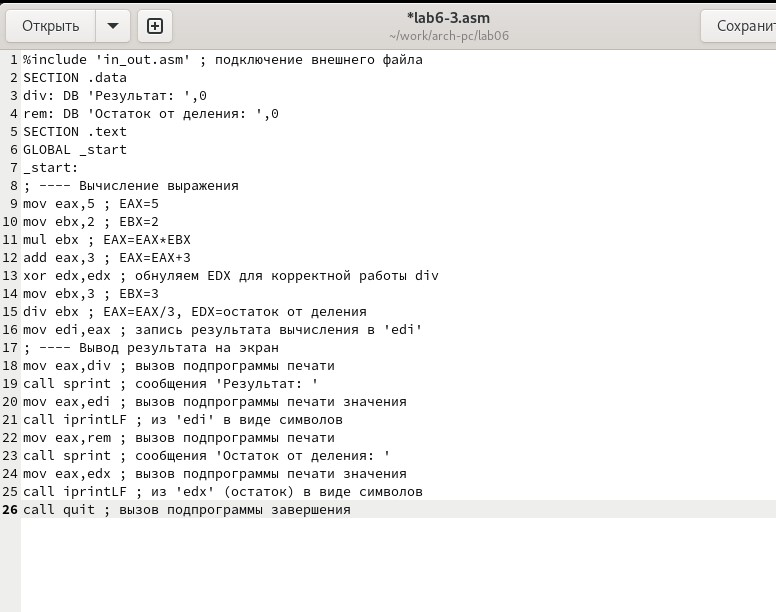 Открыть
*lab6-3.asm
~/work/arch-pc/lab06
Сохрани
1 %include 'in_out.asm' ; подключение внешнего файла
2 SECTION .data
3 div: DB 'Результат: ',0
4 rem: DB 'Остаток от деления: ',0
5 SECTION .text
6 GLOBAL _start
7 _start:
8 ; ---- Вычисление выражения
9 mov eax,5 ; EAX=5
10 mov ebx,2 ; EBX=2
11 mul ebx ; EAX=EAX*EBX
12 add eax,3 ; EAX=EAX+3
13 xor edx,edx ; обнуляем EDX для корректной работы div
14 mov ebx,3 ; EBX=3
15 div ebx ; EAX=EAX/3, EDX=остаток от деления
16 mov edi,eax ; запись результата вычисления в 'edi'
17 ; ---- Вывод результата на экран
18 mov eax,div ; вызов подпрограммы печати
19 call sprint ; сообщения 'Результат: '
20 mov eax,edi ; вызов подпрограммы печати значения
21 call iprintLF ; из 'edi' в виде символов
22 mov eax,rem ; вызов подпрограммы печати
23 call sprint ; сообщения 'Остаток от деления: '
24 mov eax,edx ; вызов подпрограммы печати значения
25 call iprintLF ; из 'edx' (остаток) в виде символов
26 call quit ; вызов подпрограммы завершения